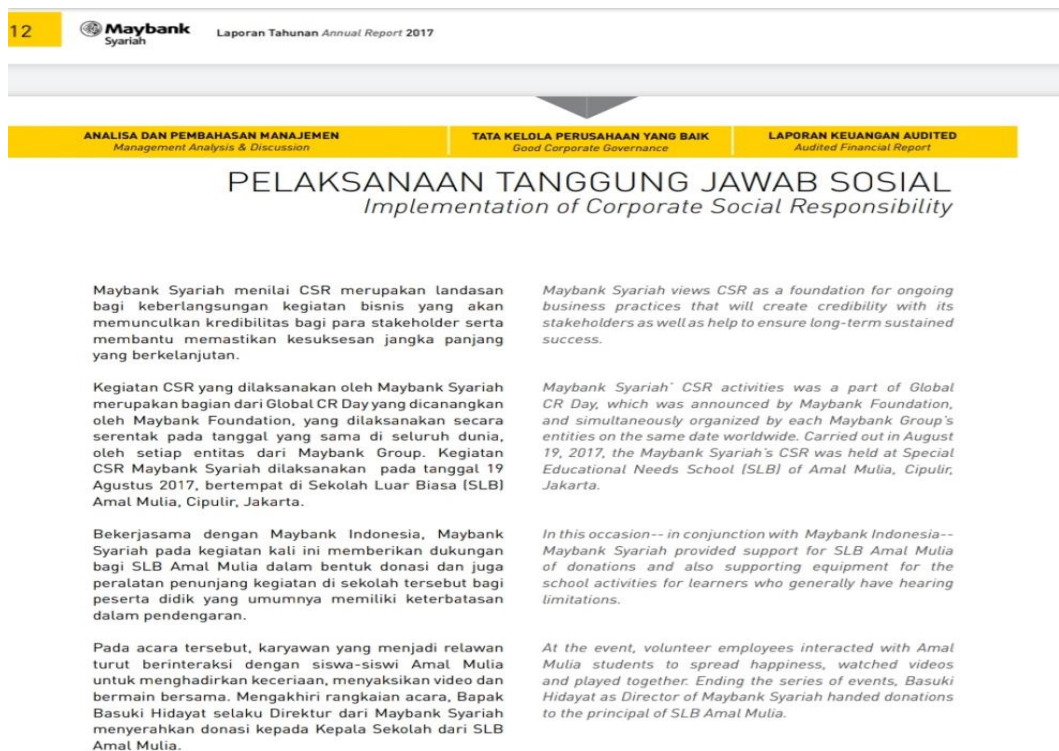 12
Maybank
Syariah
Laporan Tahunan Annual Report 2017
ANALISA DAN PEMBAHASAN MANAJEMEN
Management Analysis & Discussion
TATA KELOLA PERUSAHAAN YANG BAIK
Good Corporate Governance
LAPORAN KEUANGAN AUDITED
Audited Financial Report
PELAKSANAAN TANGGUNG JAWAB SOSIAL
Implementation of Corporate Social Responsibility
Maybank Syariah menilai CSR merupakan landasan
bagi keberlangsungan kegiatan bisnis yang akan
memunculkan kredibilitas bagi para stakeholder serta
membantu memastikan kesuksesan jangka panjang
yang berkelanjutan.
Kegiatan CSR yang dilaksanakan oleh Maybank Syariah
merupakan bagian dari Global CR Day yang dicanangkan
oleh Maybank Foundation, yang dilaksanakan secara
serentak pada tanggal yang sama di seluruh dunia,
oleh setiap entitas dari Maybank Group. Kegiatan
CSR Maybank Syariah dilaksanakan pada tanggal 19
Agustus 2017, bertempat di Sekolah Luar Biasa (SLB)
Amal Mulia, Cipulir, Jakarta.
Bekerjasama dengan Maybank Indonesia, Maybank
Syariah pada kegiatan kali ini memberikan dukungan
bagi SLB Amal Mulia dalam bentuk donasi dan juga
peralatan penunjang kegiatan di sekolah tersebut bagi
peserta didik yang umumnya memiliki keterbatasan
dalam pendengaran.
Pada acara tersebut, karyawan yang menjadi relawan
turut berinteraksi dengan siswa-siswi Amal Mulia
untuk menghadirkan keceriaan, menyaksikan video dan
bermain bersama. Mengakhiri rangkaian acara, Bapak
Basuki Hidayat selaku Direktur dari Maybank Syariah
menyerahkan donasi kepada Kepala Sekolah dari SLB
Amal Mulia.
Maybank Syariah views CSR as a foundation for ongoing
business practices that will create credibility with its
stakeholders as well as help to ensure long-term sustained
success.
Maybank Syariah' CSR activities was a part of Global
CR Day, which was announced by Maybank Foundation,
and simultaneously organized by each Maybank Group's
entities on the same date worldwide. Carried out in August
19, 2017, the Maybank Syariah's CSR was held at Special
Educational Needs School (SLB) of Amal Mulia, Cipulir,
Jakarta.
In this occasion-- in conjunction with Maybank Indonesia--
Maybank Syariah provided support for SLB Amal Mulia
of donations and also supporting equipment for the
school activities for learners who generally have hearing
limitations.
At the event, volunteer employees interacted with Amal
Mulia students to spread happiness, watched videos
and played together. Ending the series of events, Basuki
Hidayat as Director of Maybank Syariah handed donations
to the principal of SLB Amal Mulia.